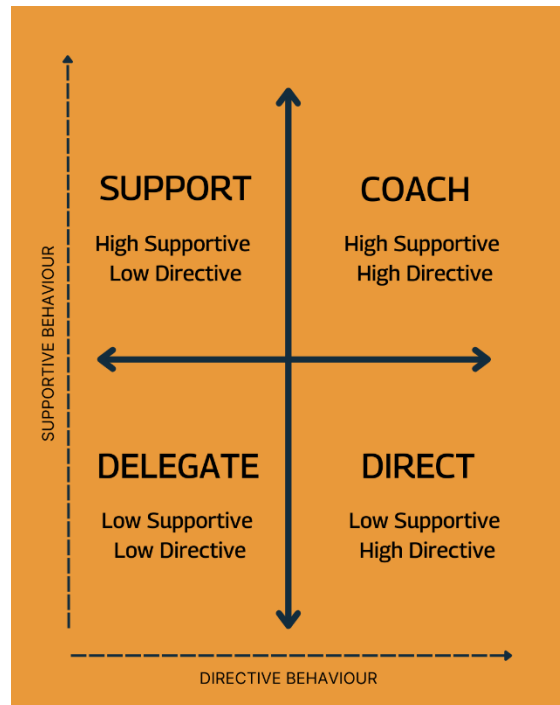 SUPPORT
High Supportive
Low Directive
COACH
High Supportive
High Directive
SUPPORTIVE BEHAVIOUR
DELEGATE
Low Supportive
Low Directive
DIRECT
Low Supportive
High Directive
DIRECTIVE BEHAVIOUR